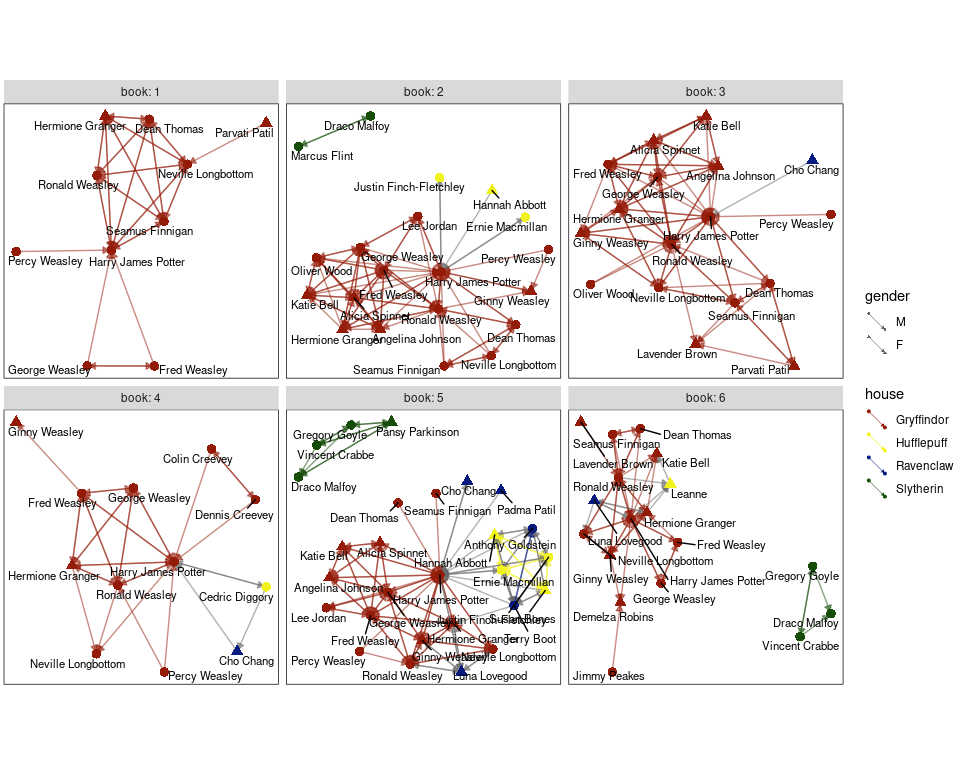 book: 1
Hermione Granger
Dean Thomas
Parvati Patil
Neville Longbottom
Ronald Weasley
Seamus Finnigan
Percy Weasley
Harry James Potter
George Weasley
Fred Weasley
book: 2
Draco Malfoy
Marcus Flint
Justin Finch-Fletchley
Hannah Abbott
Lee Jordan
Ernie Macmillan
George Weasley
Percy Weasley
Oliver Wood
Harry James Potter
Fred Weasley
Ginny Weasley
Katie Bell
Alicia Spinnet
Ronald Weasley
Hermione Granger
Angelina Johnson
Dean Thomas
Seamus Finnigan
Neville Longbottom
book: 3
Katie Bell
Alicia Spinnet
Cho Chang
Fred Weasley
Angelina Johnson
George Weasley
Hermione Granger
Percy Weasley
Harry James Potter
Ginny Weasley
Ronald Weasley
Oliver Wood
Neville Longbottom
Dean Thomas
Seamus Finnigan
Lavender Brown
Parvati Patil
book: 4
Ginny Weasley
Colin Creevey
Fred Weasley
George Weasley
Dennis Creevey
Hermione Granger
Harry James Potter
Ronald Weasley
Cedric Diggory
Neville Longbottom
Cho Chang
Percy Weasley
book: 5
Gregory Goyle
Pansy Parkinson
Vincent Crabbe
Draco Malfoy
Cho Chang
Seamus Finnigan
Padma Patil
Dean Thomas
Anthony Goldstein
Katie Bell
Alicia Spinnet
Hannah Abbott
Ernie Macmillan
Angelina Johnson
Harry James Potter
Lee Jordan
George Weasley
Justin Finch-Fletchley
Susan Bones
Fred Weasley
Hermione Granger
Terry Boot
Percy Weasley
Ginny Weasley
Neville Longbottom
Ronald Weasley
Luna Lovegood
book: 6
Seamus Finnigan
Dean Thomas
Lavender Brown
Katie Bell
Ronald Weasley
Leanne
Hermione Granger
Luna Lovegood
Fred Weasley
Neville Longbottom
Ginny Weasley
Harry James Potter
Gregory Goyle
George Weasley
Demelza Robins
Draco Malfoy
Vincent Crabbe
Jimmy Peakes
gender
M
F
house
Gryffindor
Hufflepuff
Ravenclaw
Slytherin